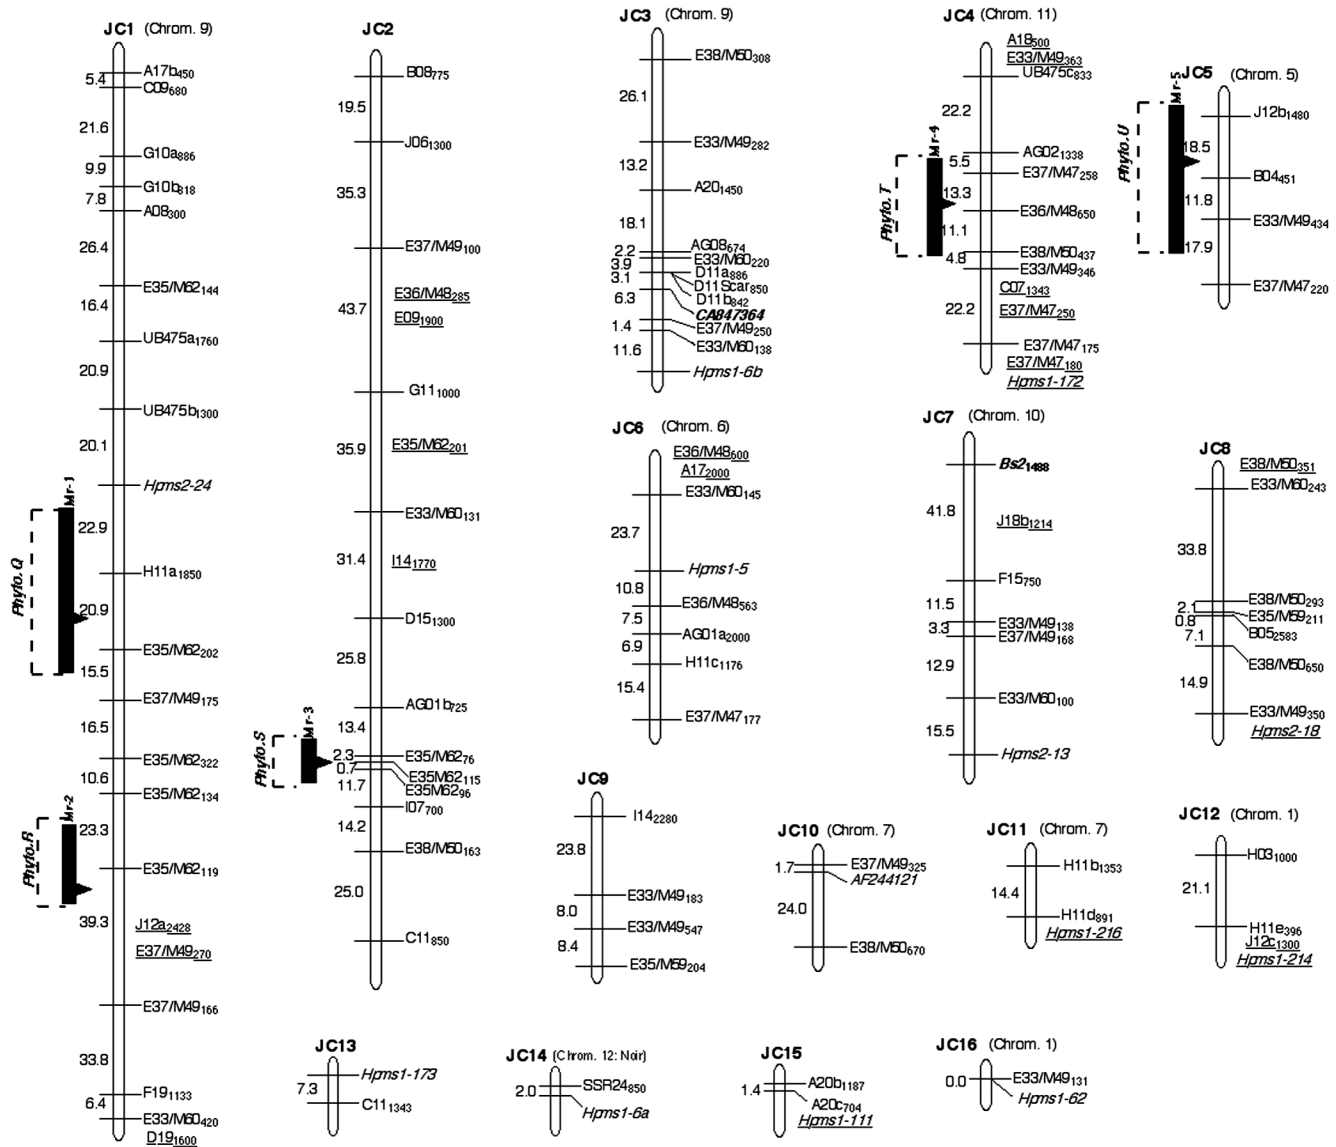 JC1 (Chrom. 9)
A17b450
5.4
C09680
21.6
G10a886
9.9
G10b818
7.8
A08300
26.4
E35/M62144
16.4
UB475a1760
20.9
UB475b1300
20.1
Hpms2-24
Mr-1
Phyto.Q
22.9
H11a1850
20.9
E35/M62202
15.5
E37/M49175
16.5
E35/M62322
10.6
E35/M62134
Mr-2
Phyto.R
23.3
E35/M62119
39.3
J12a2428
E37/M49270
E37/M49166
33.8
F191133
6.4
E33/M60420
D191600
JC2
B08775
19.5
J061300
35.3
E37/M49100
E36/M48285
43.7
E091900
G111000
35.9
E35/M62201
E33/M60131
31.4
I141770
D151300
25.8
AG01b725
13.4
Mr-3
Phyto.S
2.3
E35/M6276
0.7
E35M62115
E35M6296
11.7
I07700
14.2
E38/M50163
25.0
C11850
JC3 (Chrom. 9)
E38/M50308
26.1
E33/M49282
13.2
A201450
18.1
AG08674
2.2
E33/M60220
3.9
D11a886
3.1
D11Scar850
D11b842
6.3
CA847364
E37/M49250
1.4
E33/M60138
11.6
Hpms1-6b
JC4 (Chrom. 11)
A18500
E33/M49363
UB475c833
22.2
Mr-4
Phyto.T
AG021338
5.5
E37/M47258
13.3
E36/M48650
11.1
E38/M50437
4.8
E33/M49346
C071343
22.2
E37/M47250
E37/M47175
E37/M47180
Hpms1-172
JC5 (Chrom. 5)
Mr-5
Phyto.U
J12b1480
18.5
B04451
11.8
E33/M49434
17.9
E37/M47220
JC6 (Chrom. 6)
E36/M48600
A172000
E33/M60145
23.7
Hpms1-5
10.8
E36/M48563
7.5
AG01a2000
6.9
H11c1176
15.4
E37/M47177
JC7 (Chrom. 10)
Bs21488
41.8
J18b1214
F15750
11.5
E33/M49138
3.3
E37/M49168
12.9
E33/M60100
15.5
Hpms2-13
JC8
E38/M50351
E33/M60243
33.8
E38/M50293
2.1
E35/M59211
0.8
B052583
7.1
E38/M50650
14.9
E33/M49350
Hpms2-18
JC9
I142280
23.8
E33/M49183
8.0
E33/M49547
8.4
E35/M59204
JC10 (Chrom. 7)
1.7
E37/M49325
AF244121
24.0
E38/M50670
JC11 (Chrom. 7)
H11b1353
14.4
H11d891
Hpms1-216
JC12 (Chrom. 1)
H031000
21.1
H11e396
J12c1300
Hpms1-214
JC13
Hpms1-173
7.3
C111343
JC14 (Chrom. 12: Noir)
SSR24850
2.0
Hpms1-6a
JC15
A20b1187
1.4
A20c704
Hpms1-111
JC16 (Chrom. 1)
0.0
E33/M49131
Hpms1-62